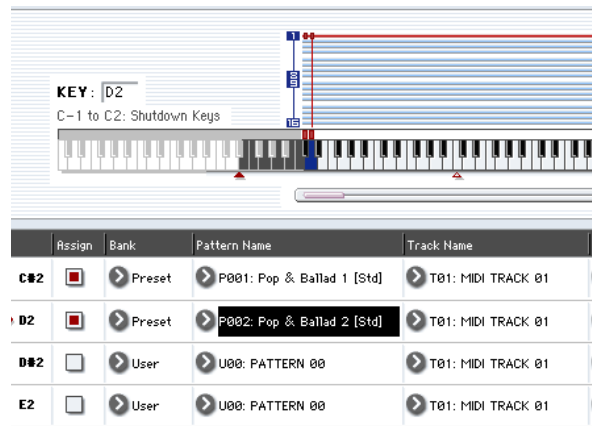 1
KEY: D2
C-1 to C2: Shutdown Keys
16
Assign Bank Pattern Name Track Name
C#2 Preset P001: Pop & Ballad 1 [Std] T01: MIDI TRACK 01
D2 Preset P002: Pop & Ballad 2 [Std] T01: MIDI TRACK 01
D#2 User U00: PATTERN 00 T01: MIDI TRACK 01
E2 User U00: PATTERN 00 T01: MIDI TRACK 01